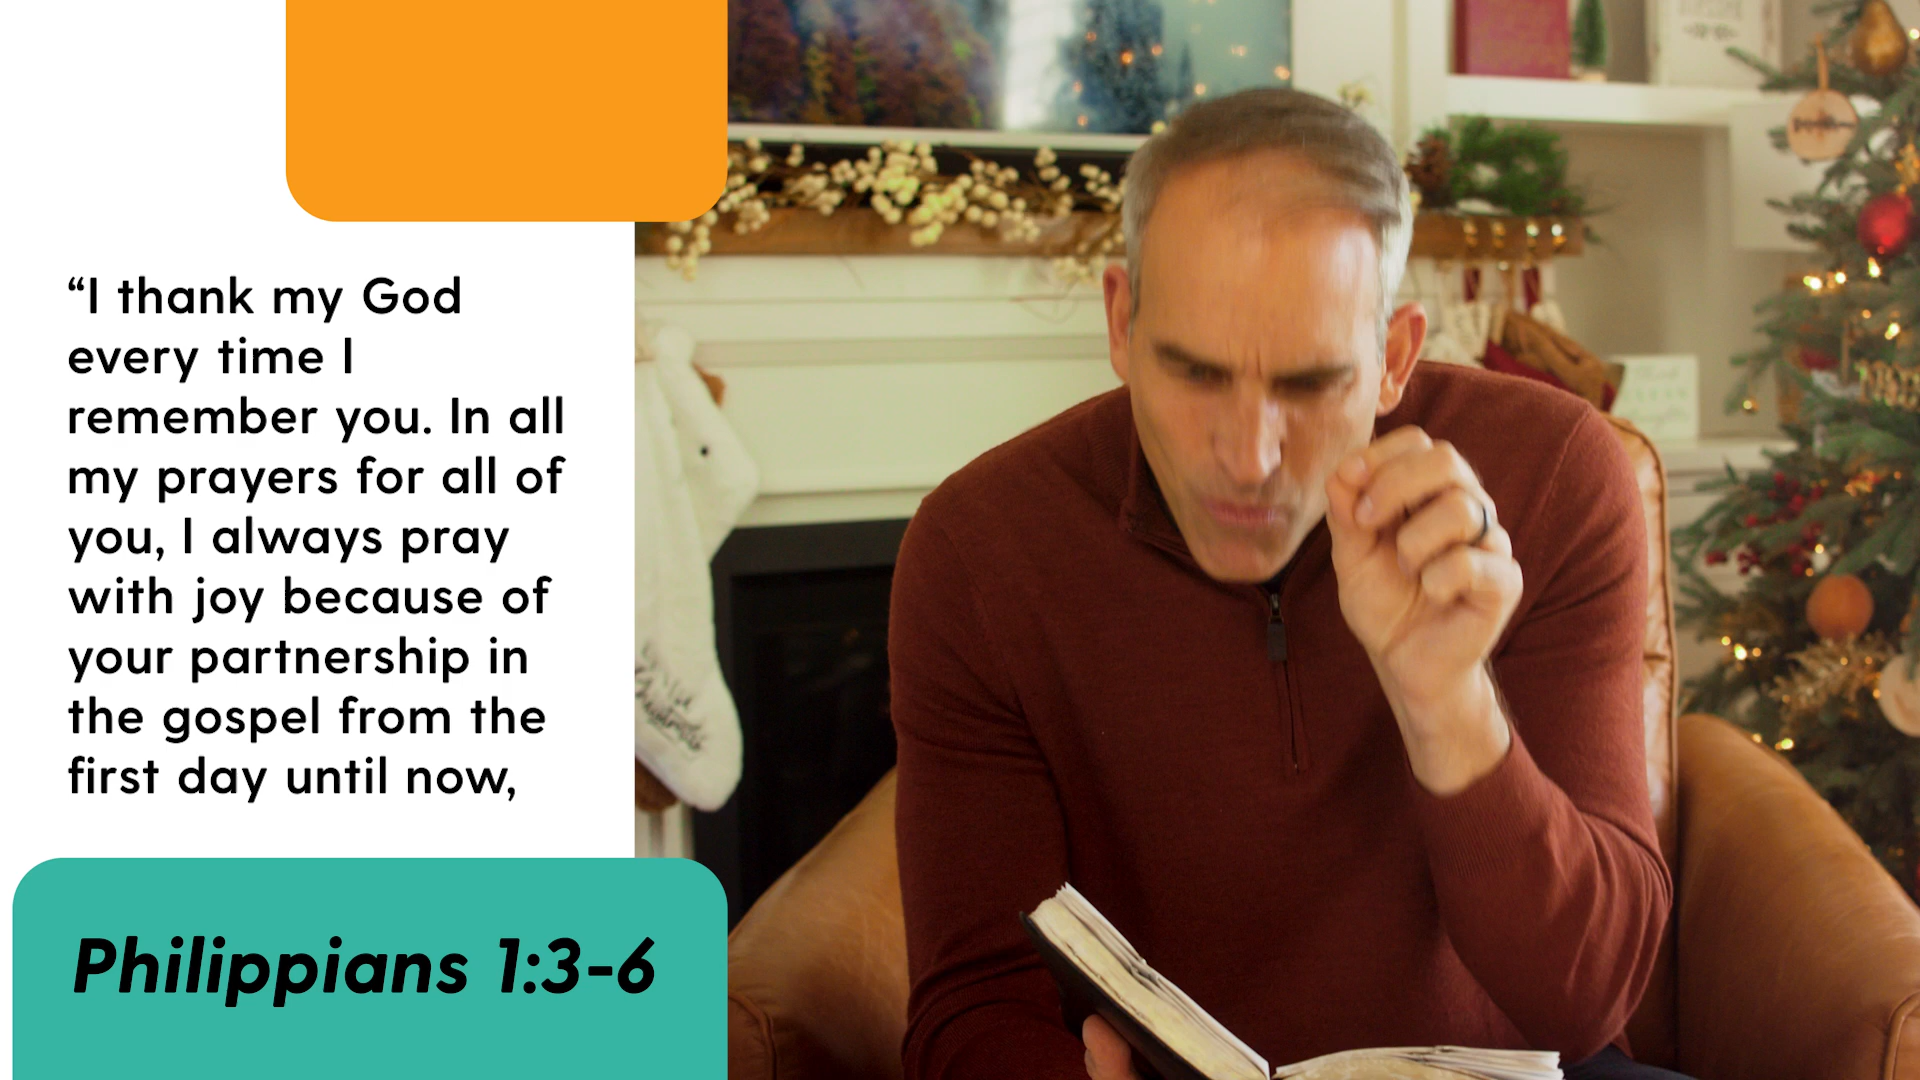 “I thank my God
every time I
remember you. In all
my prayers for all of
you, I always pray
with joy because of
your partnership in
the gospel from the
first day until now,
Philippians 1:3-6